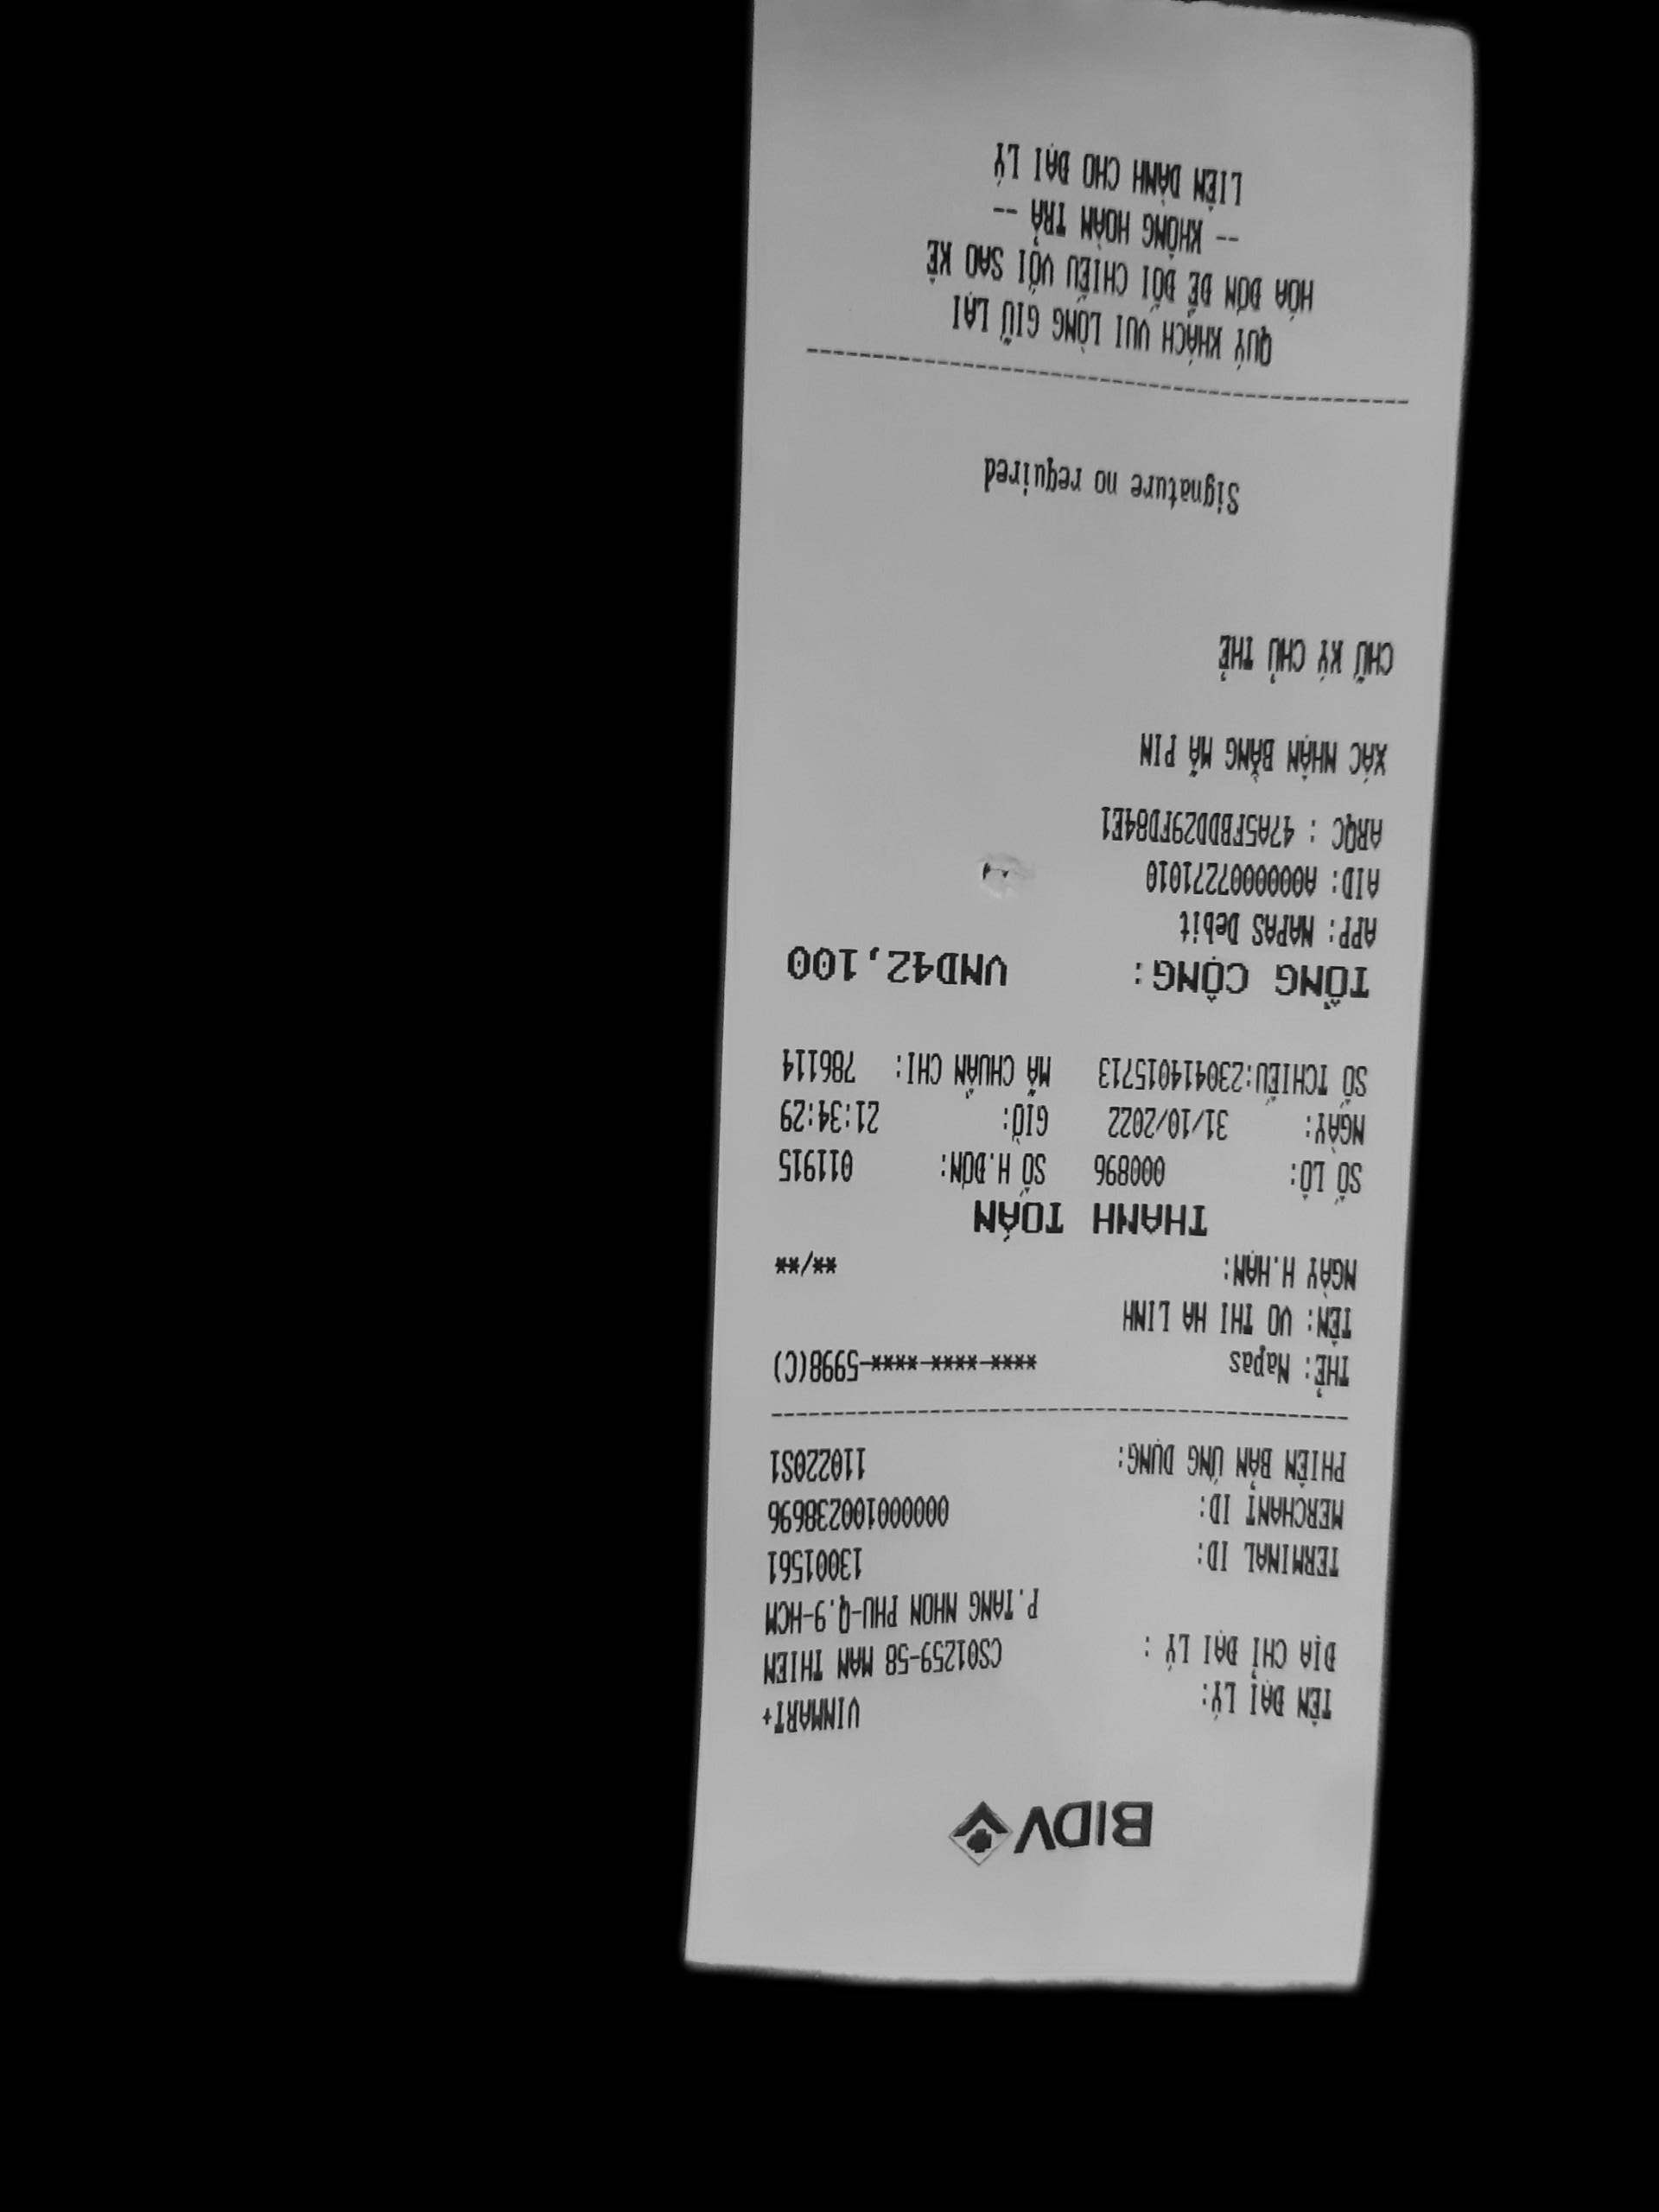 BIDV
TÊN ĐẠI LÝ: VINMART+
ĐỊA CHỈ ĐẠI LÝ : CS01259-58 MAN THIEN
P.TANG NHON PHU-Q.9-HCM
TERMINAL ID: 13001561
MERCHANT ID: 000000100238696
PHIÊN BẢN ỨNG DỤNG: 110220S1
THẺ: Napas ****-****-****-5998(C)
TÊN: VO THI HA LINH
NGÀY H.HẠN: **/**
THANH TOÁN
SỐ LÔ: 000896 SỐ H.ĐƠN: 011915
NGÀY: 31/10/2022 GIỜ: 21:34:29
SỐ TCHIẾU:2304114015713 MÃ CHUẨN CHI: 786114
TỔNG CỘNG: VND42,100
APP: NAPAS Debit
AID: A0000007271010
ARQC : 47A5FBDD29FD84E1
XÁC NHẬN BẰNG MÃ PIN
CHỮ KÝ CHỦ THẺ
Signature no required
QUÝ KHÁCH VUI LÒNG GIỮ LẠI
HÓA ĐƠN ĐỂ ĐỐI CHIẾU VỚI SAO KÊ
-- KHÔNG HOÀN TRẢ --
LIÊN DÀNH CHO ĐẠI LÝ